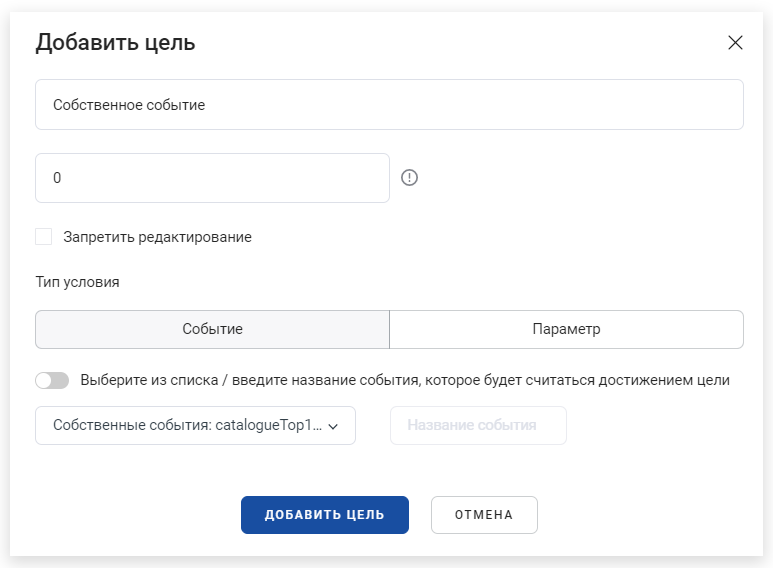 Добавить цель
Собственное событие
0
Запретить редактирование
Тип условия
Событие
Параметр
Выберите из списка / введите название события, которое будет считаться достижением цели
Собственные события: catalogueTop1...
Название события
ДОБАВИТЬ ЦЕЛЬ
ОТМЕНА